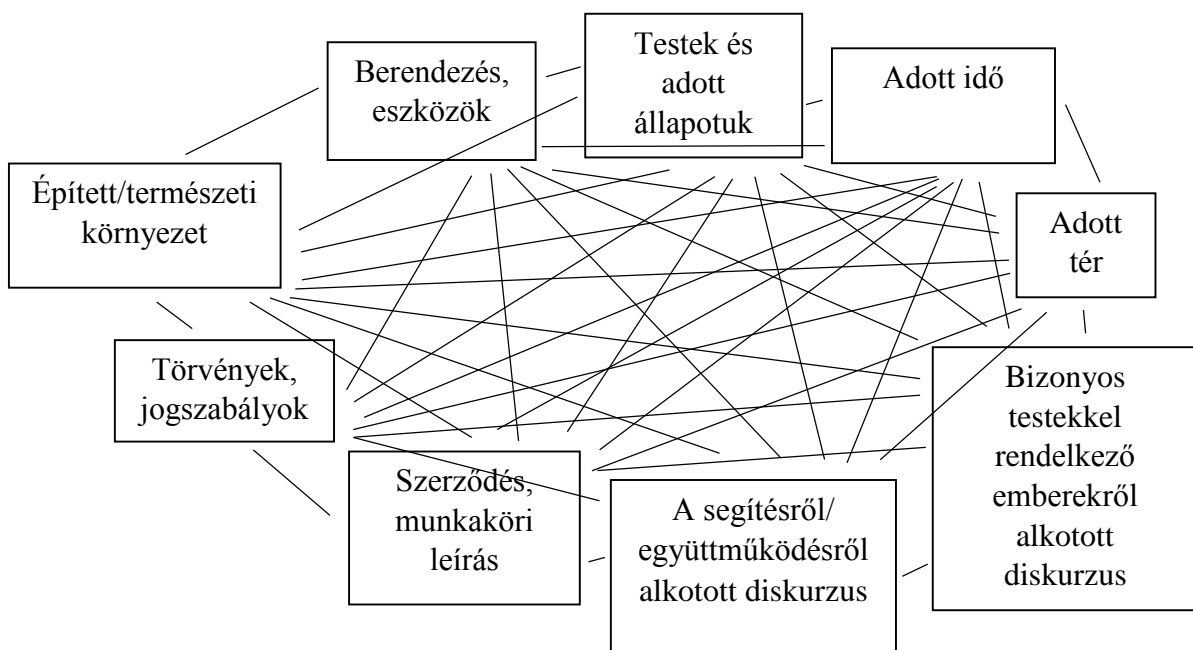 Berendezés,
eszközök
Testek és
adott
állapotuk
Adott idő
Épített/természeti
környezet
Adott
tér
Törvények,
jogszabályok
Szerződés,
munkaköri
leírás
A segítésről/
együttműködésről
alkotott diskurzus
Bizonyos
testekkel
rendelkező
emberekről
alkotott
diskurzus